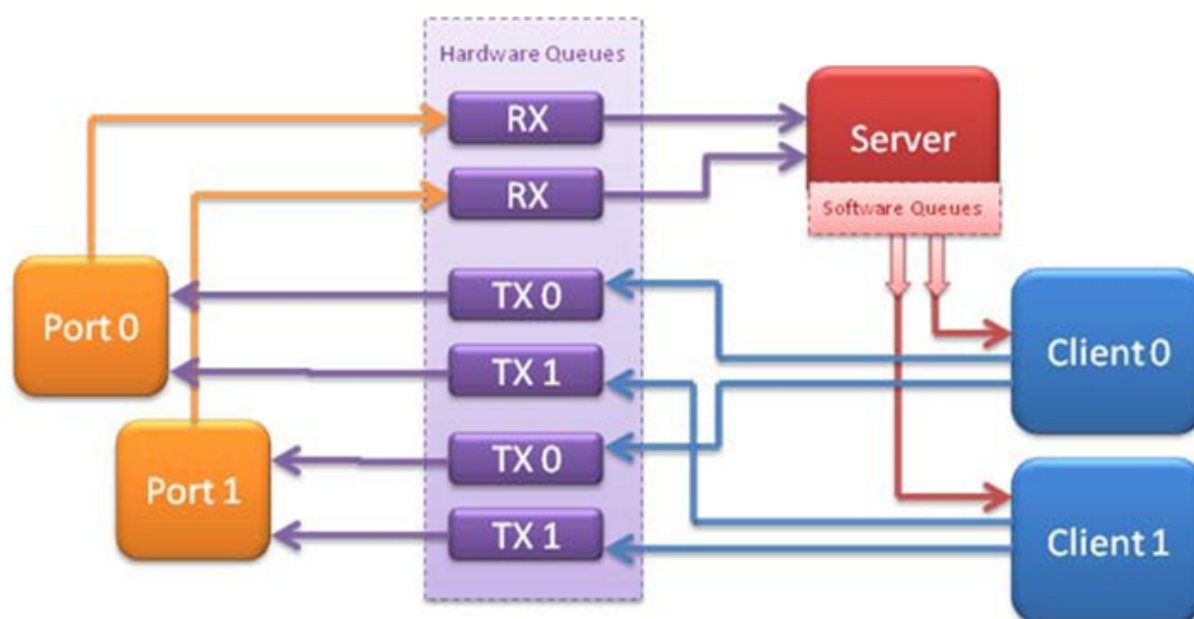 Hardware Queues
RX
Server
RX
Software Queues
Port 0
TX 0
Client 0
TX 1
Port 1
TX 0
TX 1
Client 1